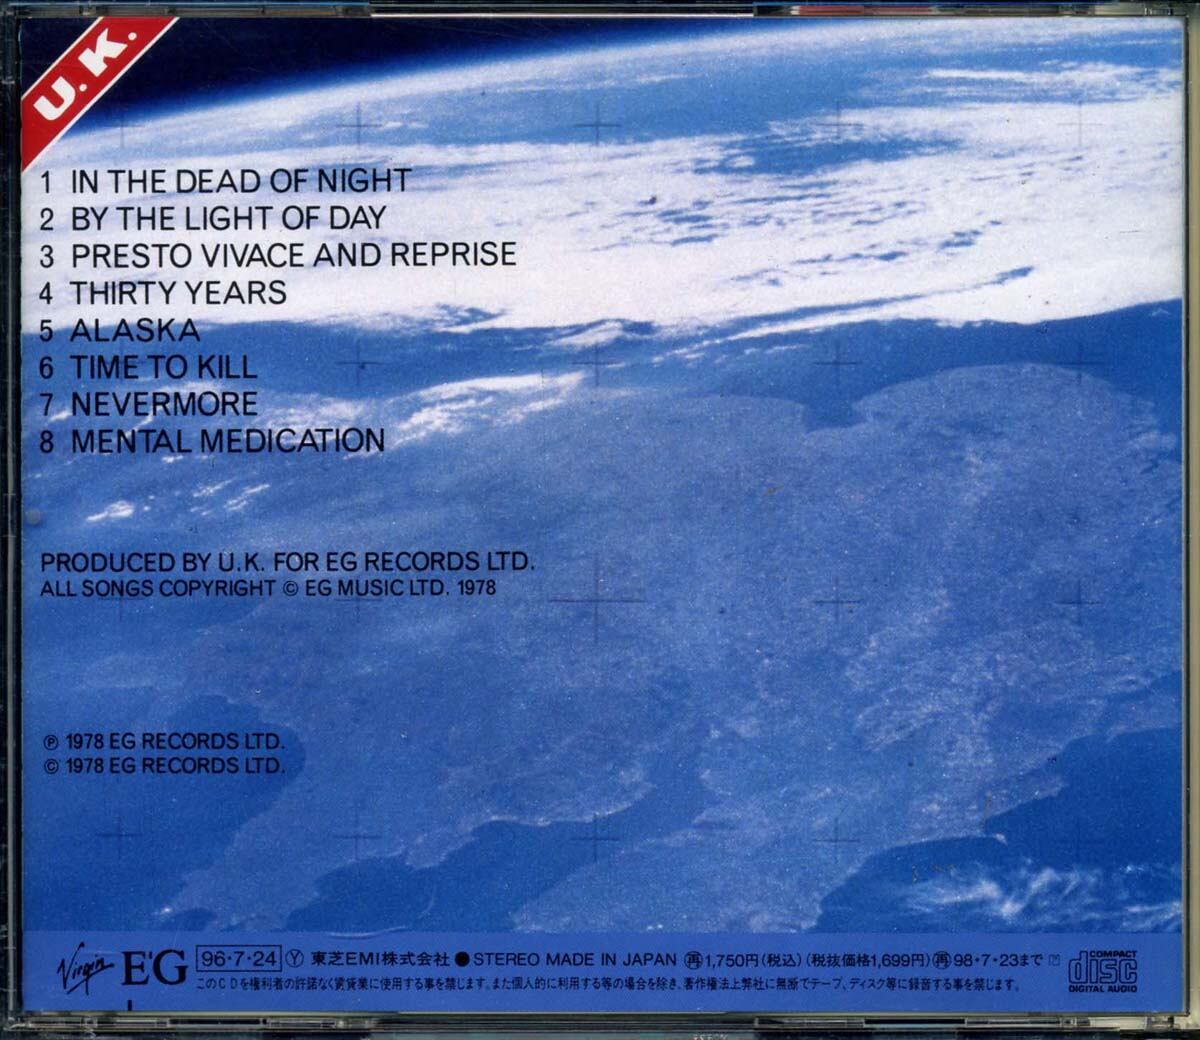 U.K.
1 IN THE DEAD OF NIGHT
2 BY THE LIGHT OF DAY
3 PRESTO VIVACE AND REPRISE
4 THIRTY YEARS
5 ALASKA
6 TIME TO KILL
7 NEVERMORE
8 MENTAL MEDICATION
PRODUCED BY U.K. FOR EG RECORDS LTD.
ALL SONGS COPYRIGHT © EG MUSIC LTD. 1978
℗ 1978 EG RECORDS LTD.
© 1978 EG RECORDS LTD.
Virgin E'G 96・7・24 Ⓨ 東芝EMI株式会社 ● STEREO MADE IN JAPAN ㊢1,750円(税込)(税抜価格1,699円)㊢98・7・23まで
このCDを権利者の許諾なく賃貸業に使用する事を禁じます。また個人的に利用する等の場合を除き、著作権法上弊社に無断でテープ、ディスク等に録音する事を禁じます。
COMPACT
disc
DIGITAL AUDIO